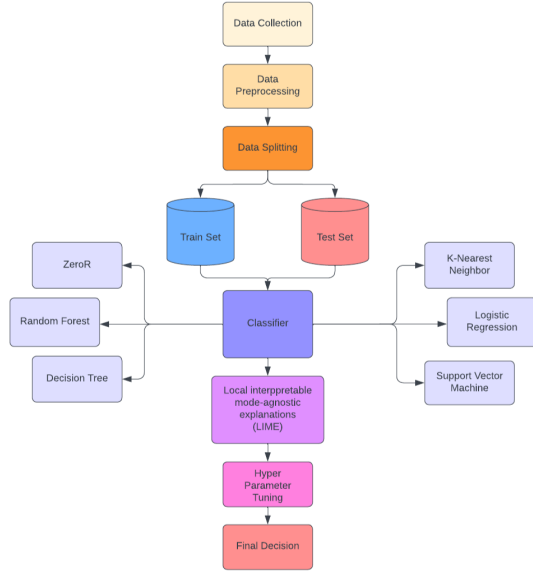 Data Collection
Data
Preprocessing
Data Splitting
Train Set
Test Set
ZeroR
K-Nearest
Neighbor
Random Forest
Classifier
Logistic
Regression
Decision Tree
Support Vector
Machine
Local interppretable
mode-agnostic
explanations
(LIME)
Hyper
Parameter
Tuning
Final Decision